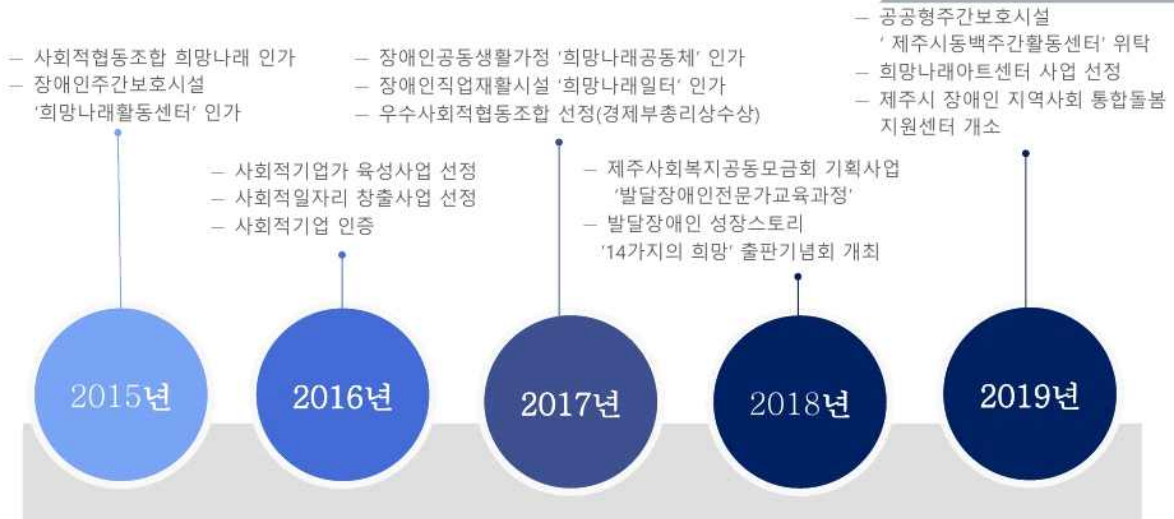 — 사회적협동조합 희망나래 인가
— 장애인주간보호시설
'희망나래활동센터' 인가
— 사회적기업가 육성사업 선정
— 사회적일자리 창출사업 선정
— 사회적기업 인증
— 장애인공동생활가정 '희망나래공동체' 인가
— 장애인직업재활시설 '희망나래일터' 인가
— 우수사회적협동조합 선정(경제부총리상수상)
— 제주사회복지공동모금회 기획사업
'발달장애인전문가교육과정'
— 발달장애인 성장스토리
'14가지의 희망' 출판기념회 개최
— 공공형주간보호시설
' 제주시동백주간활동센터' 위탁
— 희망나래아트센터 사업 선정
— 제주시 장애인 지역사회 통합돌봄
지원센터 개소
2015년
2016년
2017년
2018년
2019년